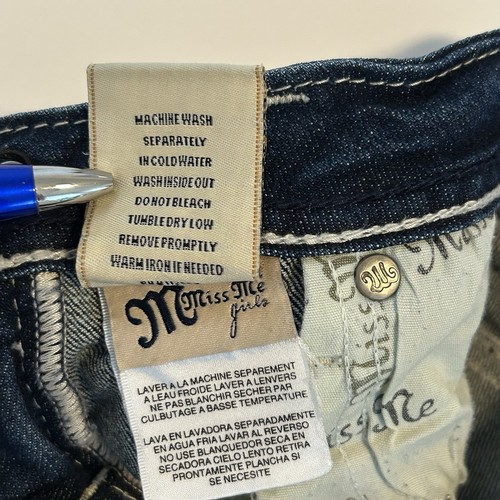 MACHINE WASH
SEPARATELY
IN COLD WATER
WASH INSIDE OUT
DO NOT BLEACH
TUMBLE DRY LOW
REMOVE PROMPTLY
WARM IRON IF NEEDED
M Miss Me
girls
LAVER A LA MACHINE SEPAREMENT
A LEAU FROIDE LAVER A LENVERS
NE PAS BLANCHIR SECHER PAR
CULBUTAGE A BASSE TEMPERATURE
LAVA EN LAVADORA SEPARADAMENTE
EN AGUA FRIA LAVAR AL REVERSO
NO USE BLANQUEDOR SECA EN
SECADORA CIELO LENTO RETIRA
PRONTAMENTE PLANCHA SI
SE NECESITA
M
Miss
Me